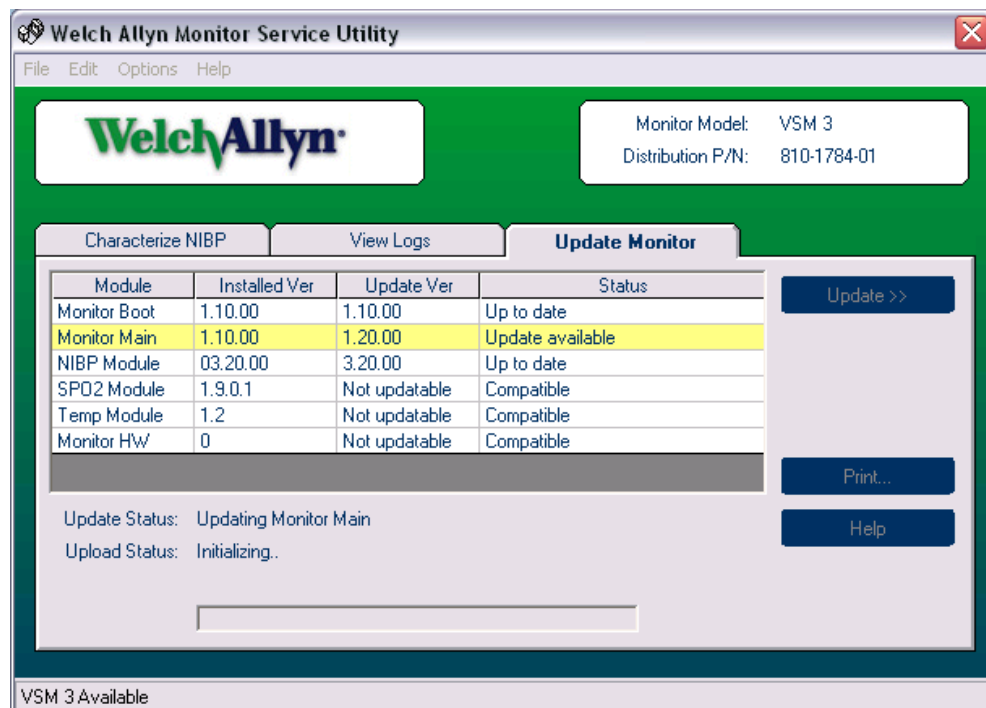 Welch Allyn Monitor Service Utility
File Edit Options Help
WelchAllyn
Monitor Model: VSM 3
Distribution P/N: 810-1784-01
Characterize NIBP View Logs Update Monitor
Module Installed Ver Update Ver Status
Monitor Boot 1.10.00 1.10.00 Up to date
Monitor Main 1.10.00 1.20.00 Update available
NIBP Module 03.20.00 3.20.00 Up to date
SPO2 Module 1.9.0.1 Not updatable Compatible
Temp Module 1.2 Not updatable Compatible
Monitor HW 0 Not updatable Compatible
Update >>
Print...
Help
Update Status: Updating Monitor Main
Upload Status: Initializing..
VSM 3 Available